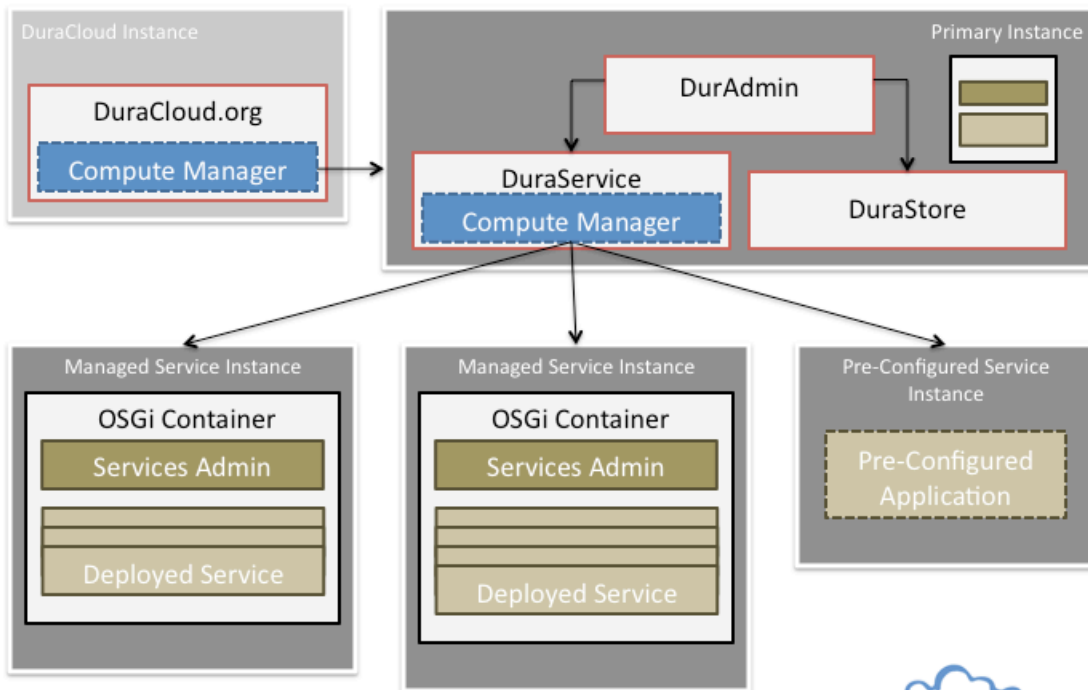 DuraCloud Instance
Primary Instance
DuraCloud.org
Compute Manager
DurAdmin
DuraService
Compute Manager
DuraStore
Managed Service Instance
OSGi Container
Services Admin
Deployed Service
Managed Service Instance
OSGi Container
Services Admin
Deployed Service
Pre-Configured Service
Instance
Pre-Configured
Application